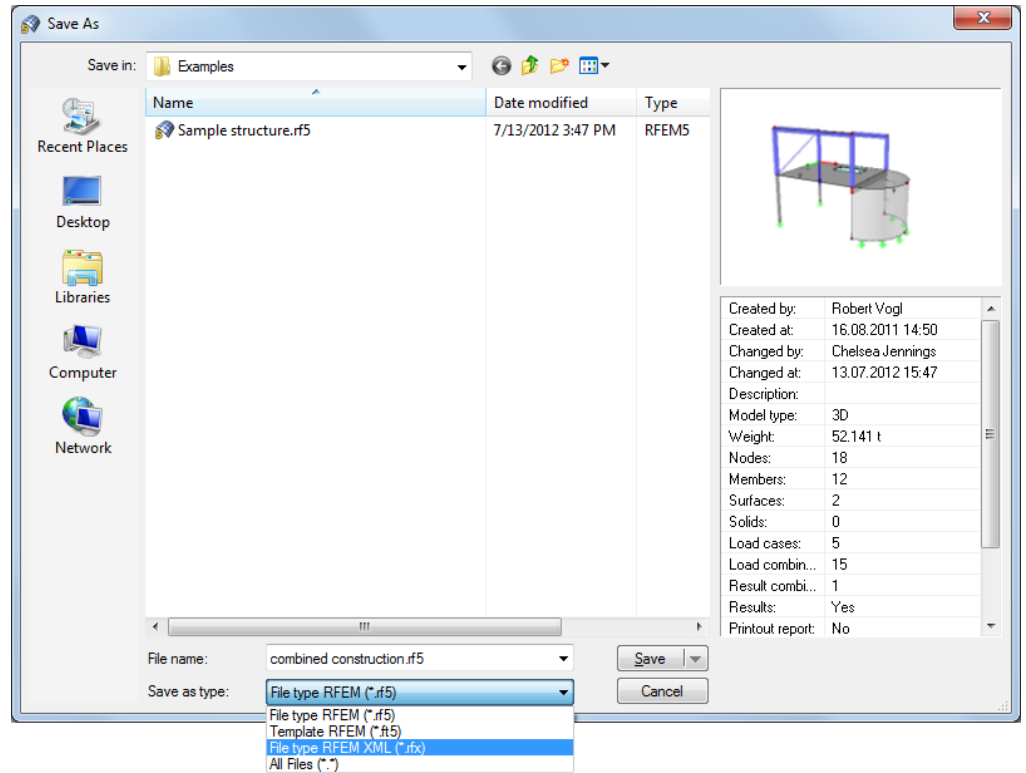 Save As
Save in: Examples
Name Date modified Type
Sample structure.rf5 7/13/2012 3:47 PM RFEM5
Recent Places
Desktop
Libraries
Computer
Network
Created by: Robert Vogl
Created at: 16.08.2011 14:50
Changed by: Chelsea Jennings
Changed at: 13.07.2012 15:47
Description:
Model type: 3D
Weight: 52.141 t
Nodes: 18
Members: 12
Surfaces: 2
Solids: 0
Load cases: 5
Load combin... 15
Result combi... 1
Results: Yes
Printout report: No
File name: combined construction.rf5 Save
Save as type: File type RFEM (*.rf5) Cancel
File type RFEM (*.rf5)
Template RFEM (*.ft5)
File type RFEM XML (*.rfx)
All Files (*.*)